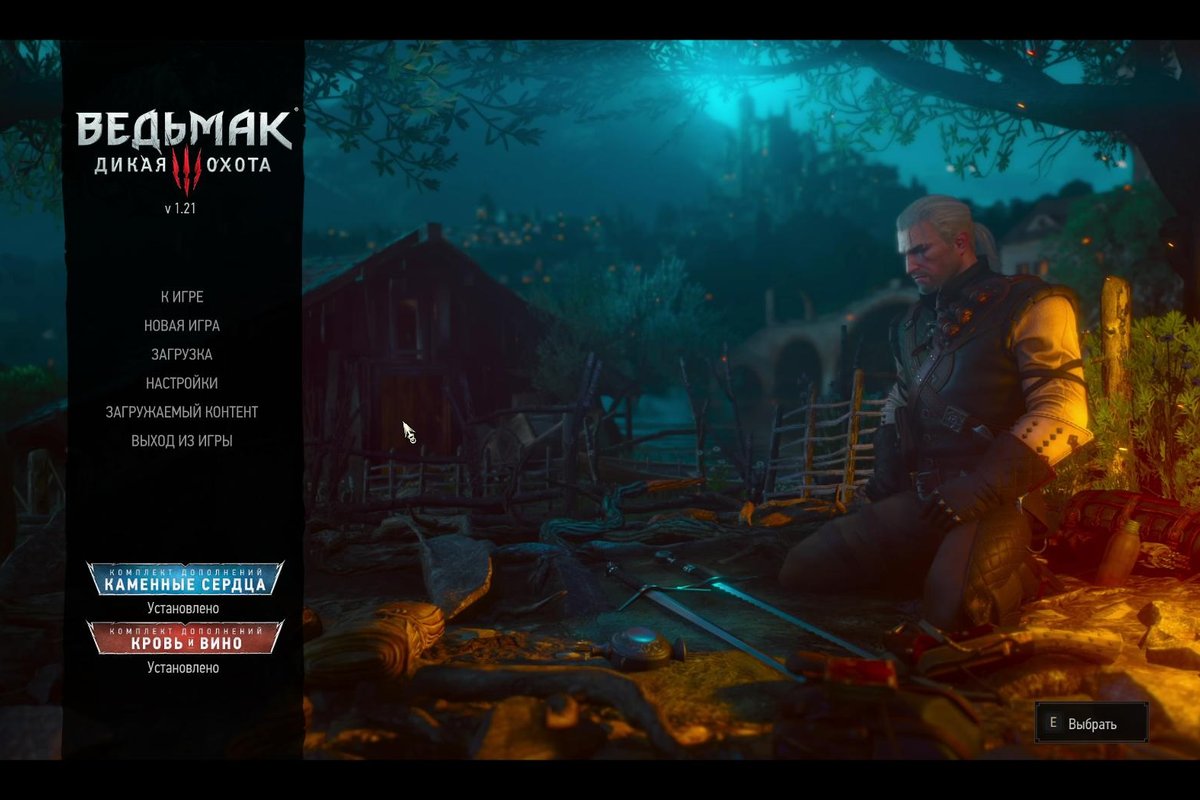 ВЕДЬМАК
ДИКАЯ ОХОТА
v 1.21
К ИГРЕ
НОВАЯ ИГРА
ЗАГРУЗКА
НАСТРОЙКИ
ЗАГРУЖАЕМЫЙ КОНТЕНТ
ВЫХОД ИЗ ИГРЫ
КОМПЛЕКТ ДОПОЛНЕНИЙ
КАМЕННЫЕ СЕРДЦА
Установлено
КОМПЛЕКТ ДОПОЛНЕНИЙ
КРОВЬ И ВИНО
Установлено
E Выбрать